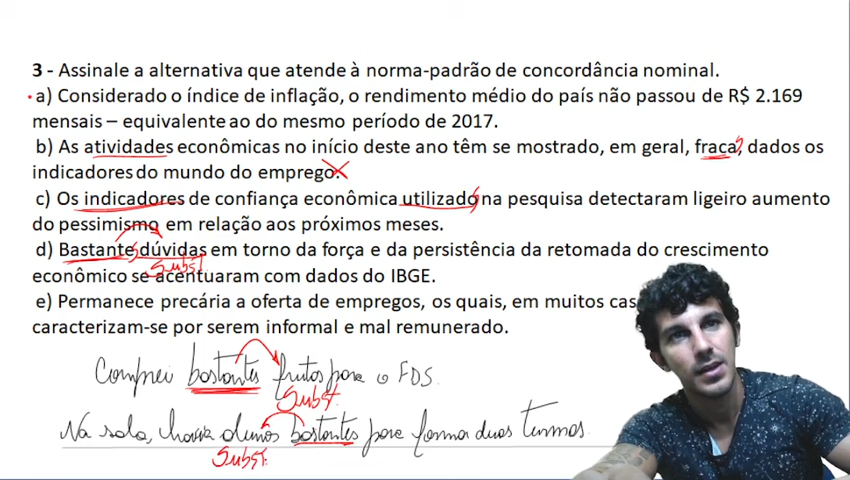 3 - Assinale a alternativa que atende à norma-padrão de concordância nominal.
a) Considerado o índice de inflação, o rendimento médio do país não passou de R$ 2.169
mensais – equivalente ao do mesmo período de 2017.
b) As atividades econômicas no início deste ano têm se mostrado, em geral, fracas, dados os
indicadores do mundo do emprego.
c) Os indicadores de confiança econômica utilizados na pesquisa detectaram ligeiro aumento
do pessimismo em relação aos próximos meses.
d) Bastantes dúvidas em torno da força e da persistência da retomada do crescimento
Subst.
econômico se acentuaram com dados do IBGE.
e) Permanece precária a oferta de empregos, os quais, em muitos
caracterizam-se por serem informal e mal remunerado.
Comprei bastantes frutos para o FDS.
Subst.
Na sala, havia alunos bastantes para formar duas turmas.
Subst.